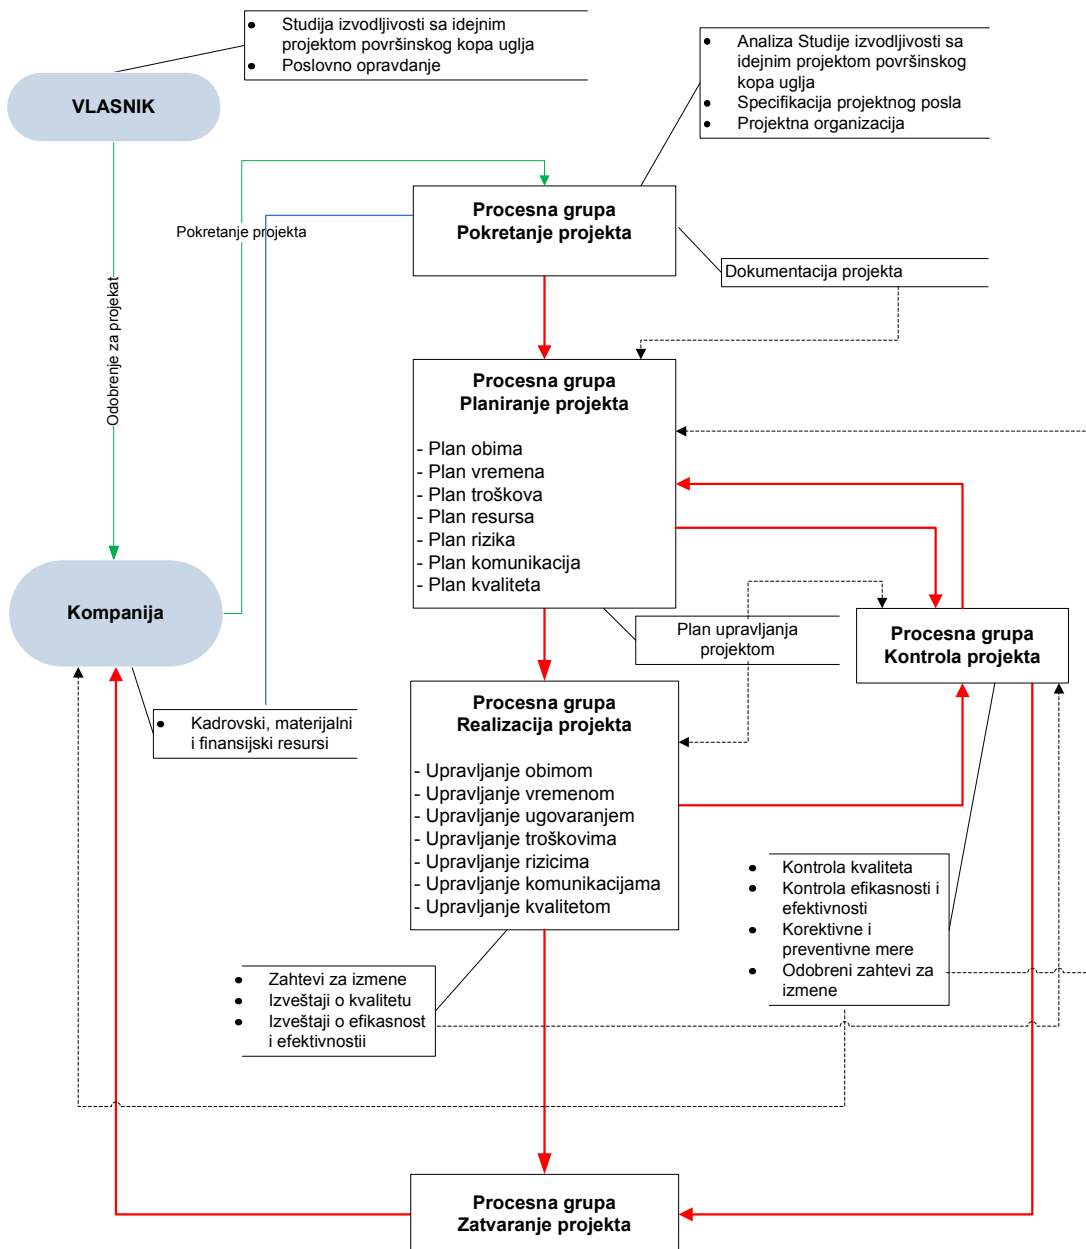 • Studija izvodljivosti sa idejnim
projektom površinskog kopa uglja
• Poslovno opravdanje
VLASNIK
• Analiza Studije izvodljivosti sa
idejnim projektom površinskog
kopa uglja
• Specifikacija projektnog posla
• Projektna organizacija
Procesna grupa
Pokretanje projekta
Pokretanje projekta
Dokumentacija projekta
Odobrenje za projekat
Procesna grupa
Planiranje projekta
- Plan obima
- Plan vremena
- Plan troškova
- Plan resursa
- Plan rizika
- Plan komunikacija
- Plan kvaliteta
Kompanija
Plan upravljanja
projektom
Procesna grupa
Kontrola projekta
• Kadrovski, materijalni
i finansijski resursi
Procesna grupa
Realizacija projekta
- Upravljanje obimom
- Upravljanje vremenom
- Upravljanje ugovaranjem
- Upravljanje troškovima
- Upravljanje rizicima
- Upravljanje komunikacijama
- Upravljanje kvalitetom
• Kontrola kvaliteta
• Kontrola efikasnosti i
efektivnosti
• Korektivne i
preventivne mere
• Odobreni zahtevi za
izmene
• Zahtevi za izmene
• Izveštaji o kvalitetu
• Izveštaji o efikasnost
i efektivnostii
Procesna grupa
Zatvaranje projekta